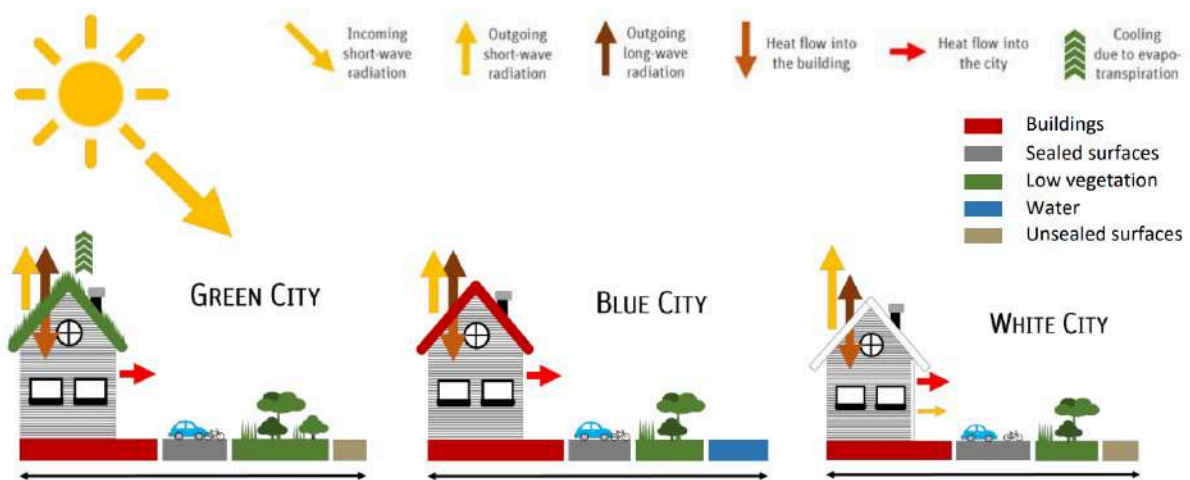 Incoming
short-wave
radiation
Outgoing
short-wave
radiation
Outgoing
long-wave
radiation
Heat flow into
the building
Heat flow into
the city
Cooling
due to evapo-
transpiration
Buildings
Sealed surfaces
Low vegetation
Water
Unsealed surfaces
GREEN CITY
BLUE CITY
WHITE CITY